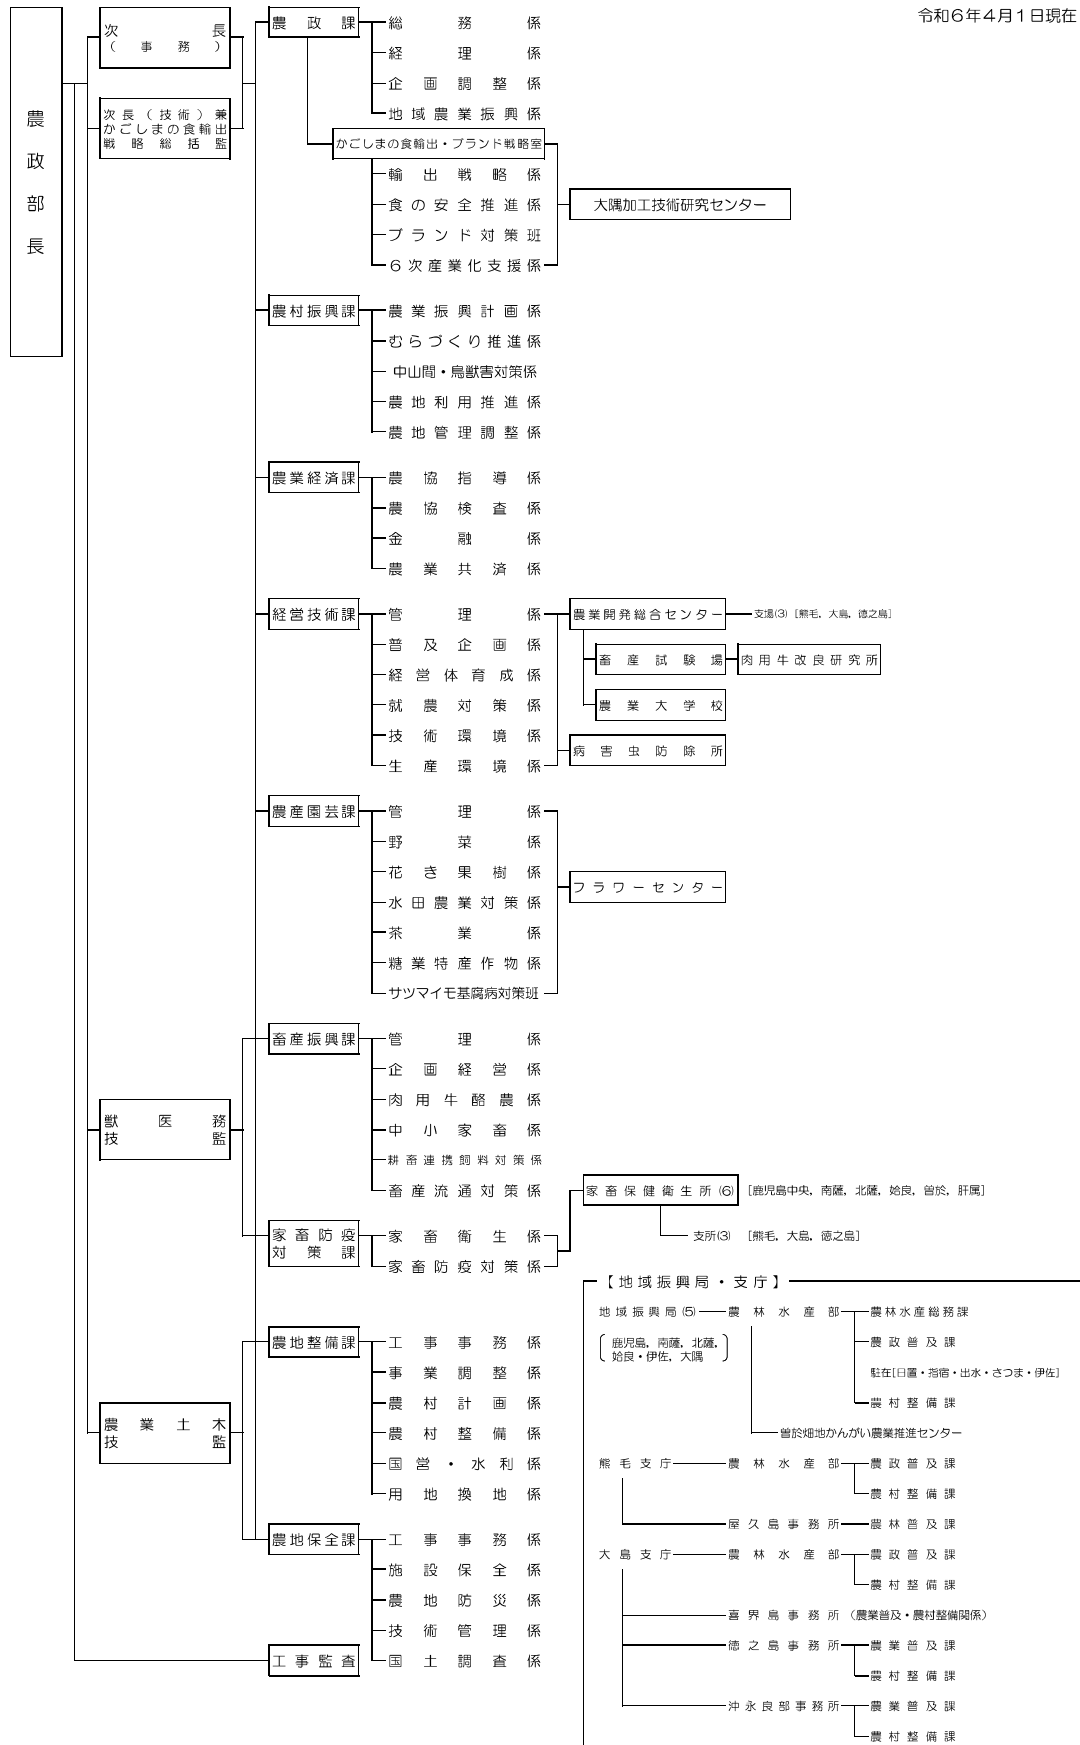 令和6年4月1日現在
農政部長
次長
(事務)
次長(技術)兼
かごしまの食輸出
戦略総括監
農政課
総務係
経理係
企画調整係
地域農業振興係
かごしまの食輸出・ブランド戦略室
輸出戦略係
食の安全推進係
ブランド対策班
6次産業化支援係
大隅加工技術研究センター
農村振興課
農業振興計画係
むらづくり推進係
中山間・鳥獣害対策係
農地利用推進係
農地管理調整係
農業経済課
農協指導係
農協検査係
金融係
農業共済係
経営技術課
管理係
普及企画係
経営体育成係
就農対策係
技術環境係
生産環境係
農業開発総合センター
支場(3) [熊毛,大島,徳之島]
畜産試験場
肉用牛改良研究所
農業大学校
病害虫防除所
農産園芸課
管理係
野菜係
花き果樹係
水田農業対策係
茶業係
糖業特産作物係
サツマイモ基腐病対策班
フラワーセンター
獣医務
技監
畜産振興課
管理係
企画経営係
肉用牛酪農係
中小家畜係
耕畜連携飼料対策係
畜産流通対策係
家畜防疫
対策課
家畜衛生係
家畜防疫対策係
家畜保健衛生所(6) [鹿児島中央,南薩,北薩,姶良,曽於,肝属]
支所(3) [熊毛,大島,徳之島]
農業土木
技監
農地整備課
工事事務係
事業調整係
農村計画係
農村整備係
国営・水利係
用地換地係
農地保全課
工事事務係
施設保全係
農地防災係
技術管理係
国土調査係
工事監査
【地域振興局・支庁】
地域振興局(5)
鹿児島,南薩,北薩,
姶良・伊佐,大隅
農林水産部
農林水産総務課
農政普及課
駐在[日置・指宿・出水・さつま・伊佐]
農村整備課
曽於畑地かんがい農業推進センター
熊毛支庁
農林水産部
農政普及課
農村整備課
屋久島事務所
農林普及課
大島支庁
農林水産部
農政普及課
農村整備課
喜界島事務所 (農業普及・農村整備関係)
徳之島事務所
農業普及課
農村整備課
沖永良部事務所
農業普及課
農村整備課